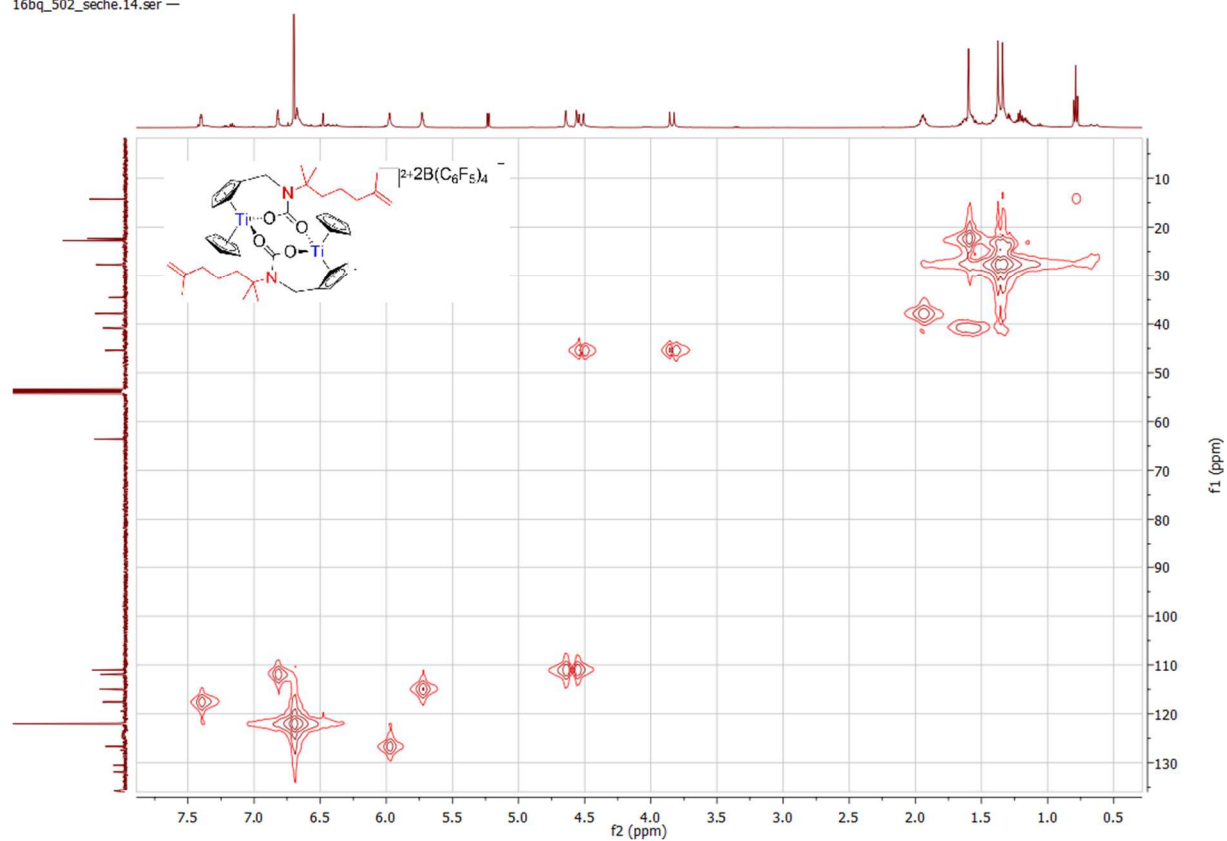 16bq_502_seche.14.ser —
2+2B(C6F5)4 −
N
O
Ti
O
O
O
Ti
N
10
20
30
40
50
60
70
80
90
100
110
120
130
f1 (ppm)
7.5 7.0 6.5 6.0 5.5 5.0 4.5 4.0 3.5 3.0 2.5 2.0 1.5 1.0 0.5
f2 (ppm)